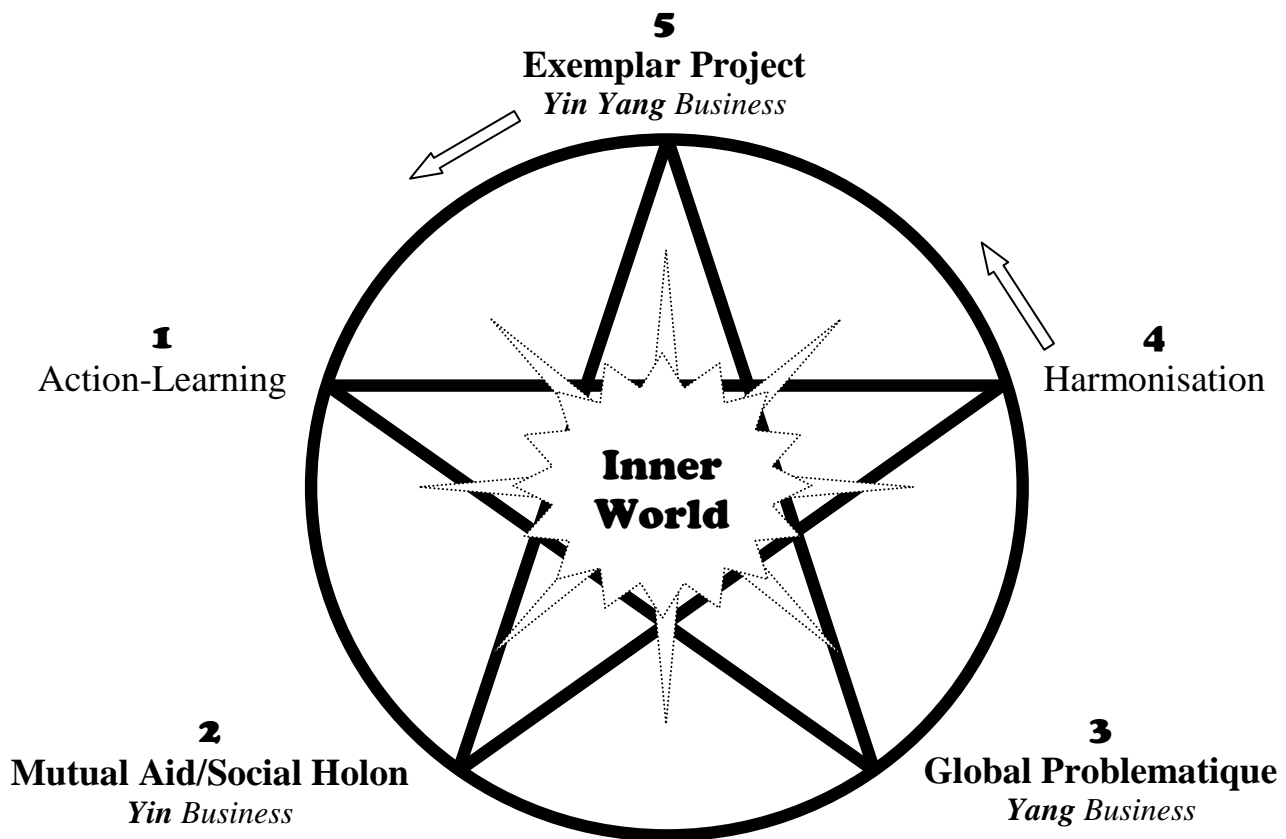 5
Exemplar Project
Yin Yang Business
1
Action-Learning
4
Harmonisation
Inner
World
2
Mutual Aid/Social Holon
Yin Business
3
Global Problematique
Yang Business